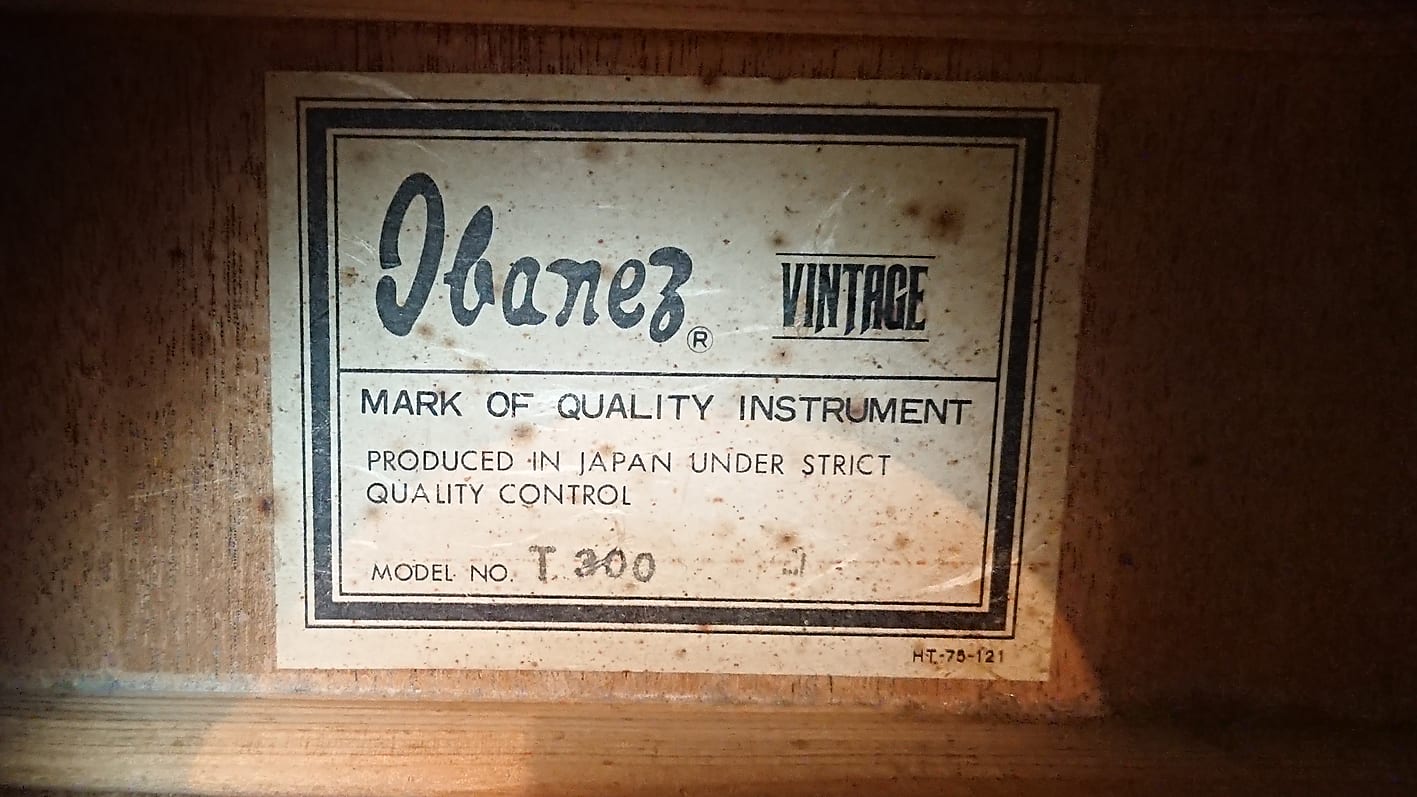 Ibanez® VINTAGE
MARK OF QUALITY INSTRUMENT
PRODUCED IN JAPAN UNDER STRICT
QUALITY CONTROL
MODEL NO. T. 300
HT.-75-121